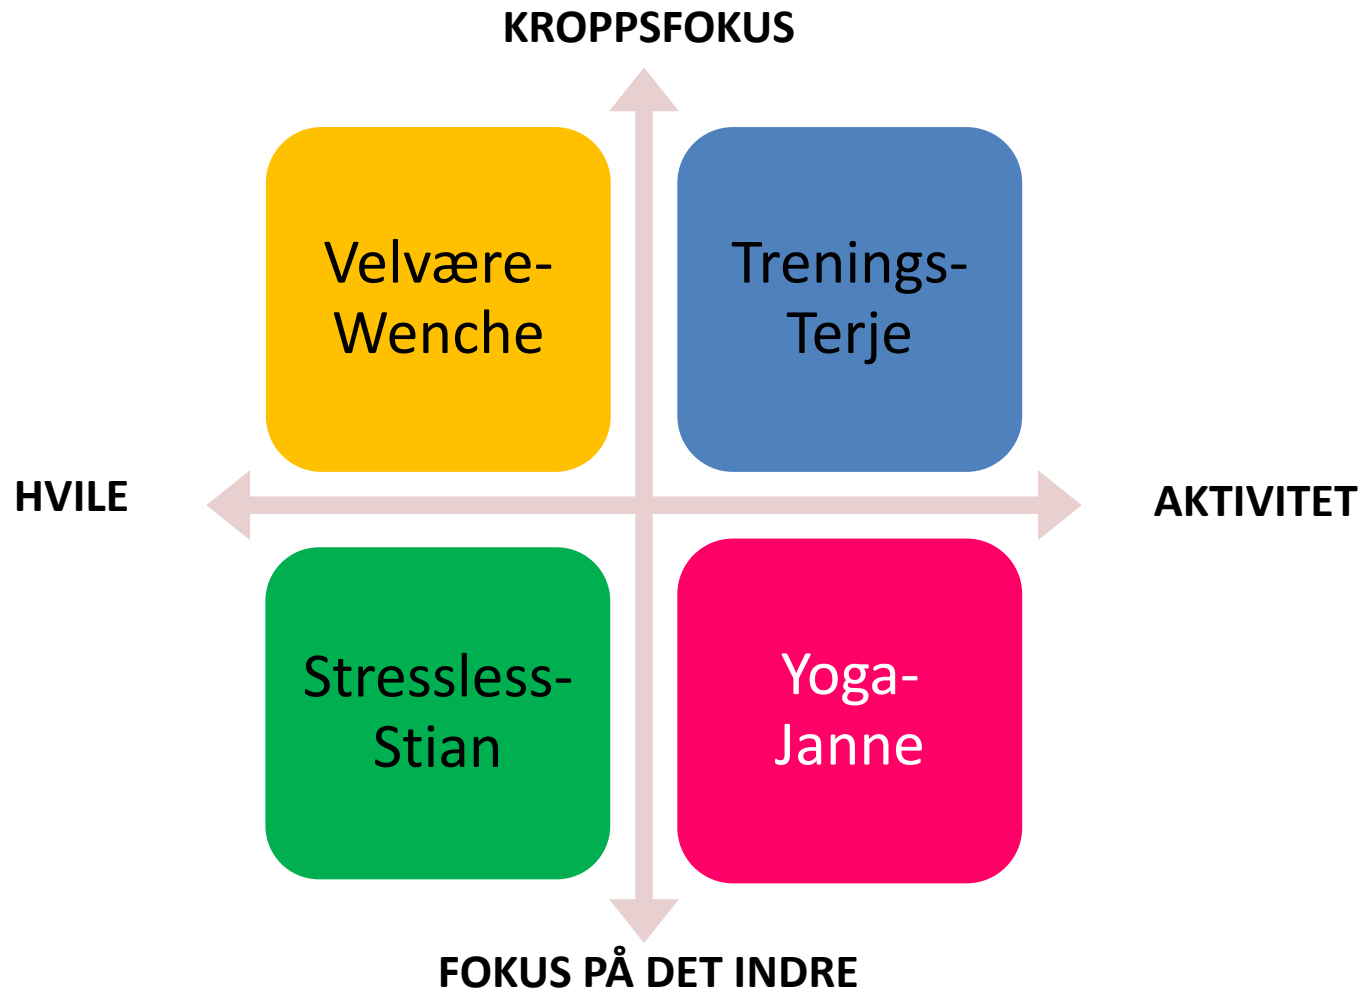 KROPPSFOKUS
Velvære-
Wenche
Trenings-
Terje
HVILE
AKTIVITET
Stressless-
Stian
Yoga-
Janne
FOKUS PÅ DET INDRE